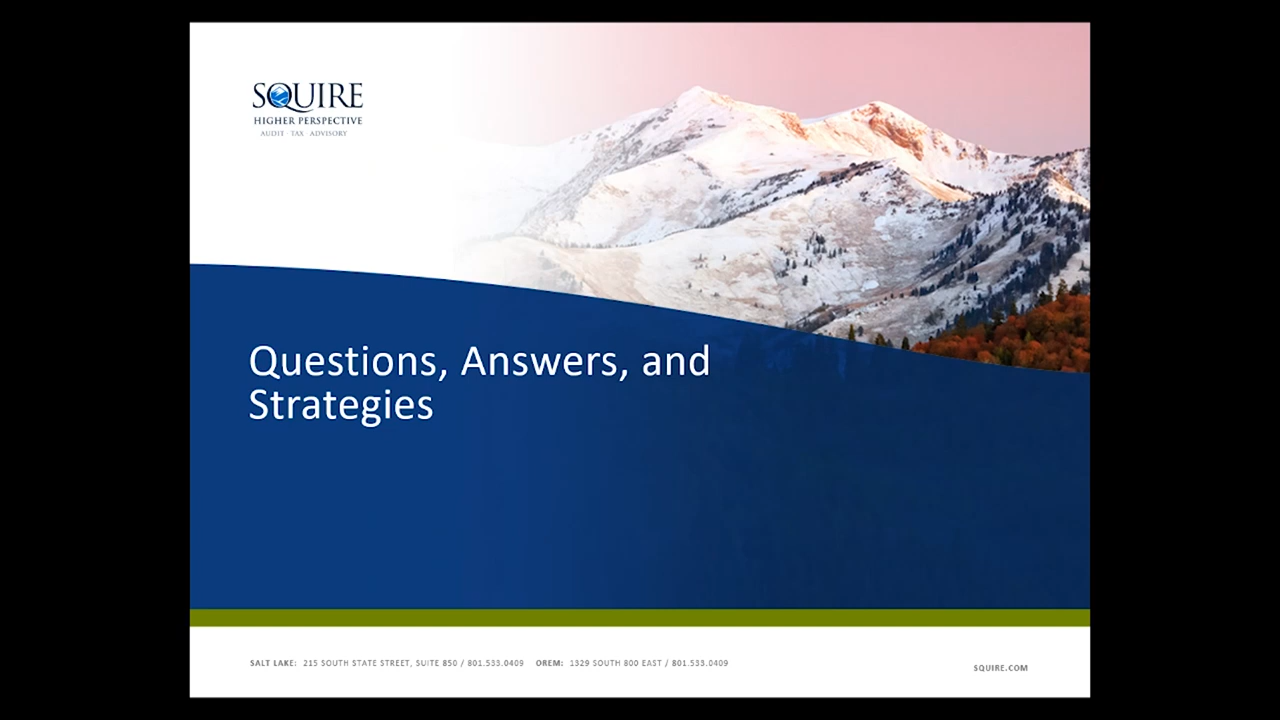 SQUIRE
HIGHER PERSPECTIVE
AUDIT · TAX · ADVISORY
Questions, Answers, and
Strategies
SALT LAKE: 215 SOUTH STATE STREET, SUITE 850 / 801.533.0409 OREM: 1329 SOUTH 800 EAST / 801.533.0409
SQUIRE.COM